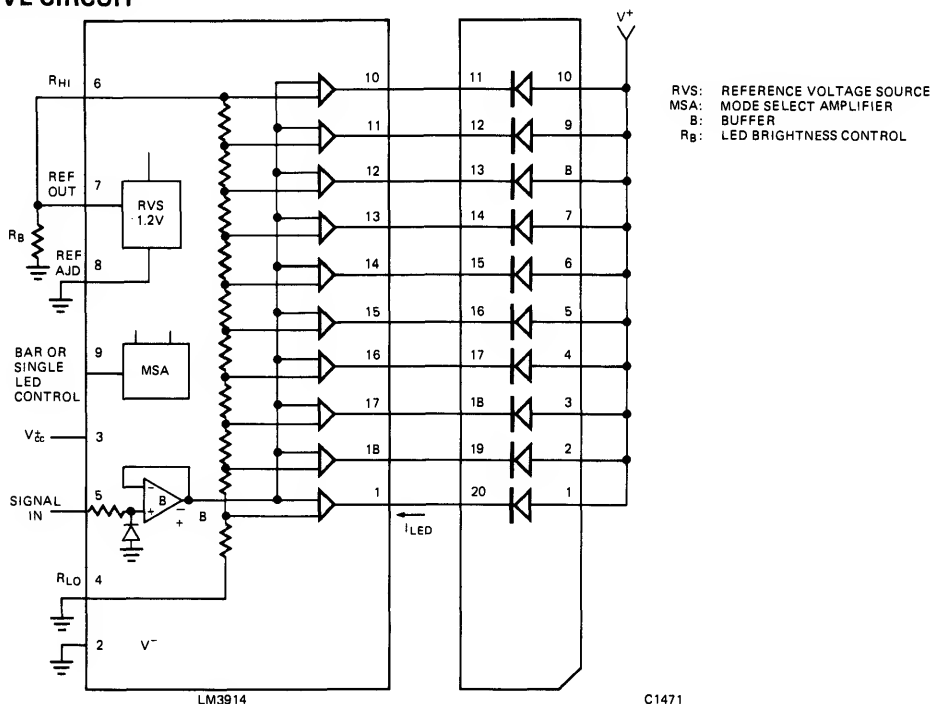 VE CIRCUIT
V+
RHI 6
10 11 10
11 12 9
12 13 8
REF OUT 7
RVS 1.2V
13 14 7
RB
REF AJD 8
14 15 6
15 16 5
BAR OR SINGLE LED CONTROL 9
MSA
16 17 4
17 18 3
V±cc 3
18 19 2
SIGNAL IN 5
- + B - + B
1 20 1
ILED
RLO 4
2 V-
LM3914
C1471
RVS: REFERENCE VOLTAGE SOURCE
MSA: MODE SELECT AMPLIFIER
B: BUFFER
RB: LED BRIGHTNESS CONTROL